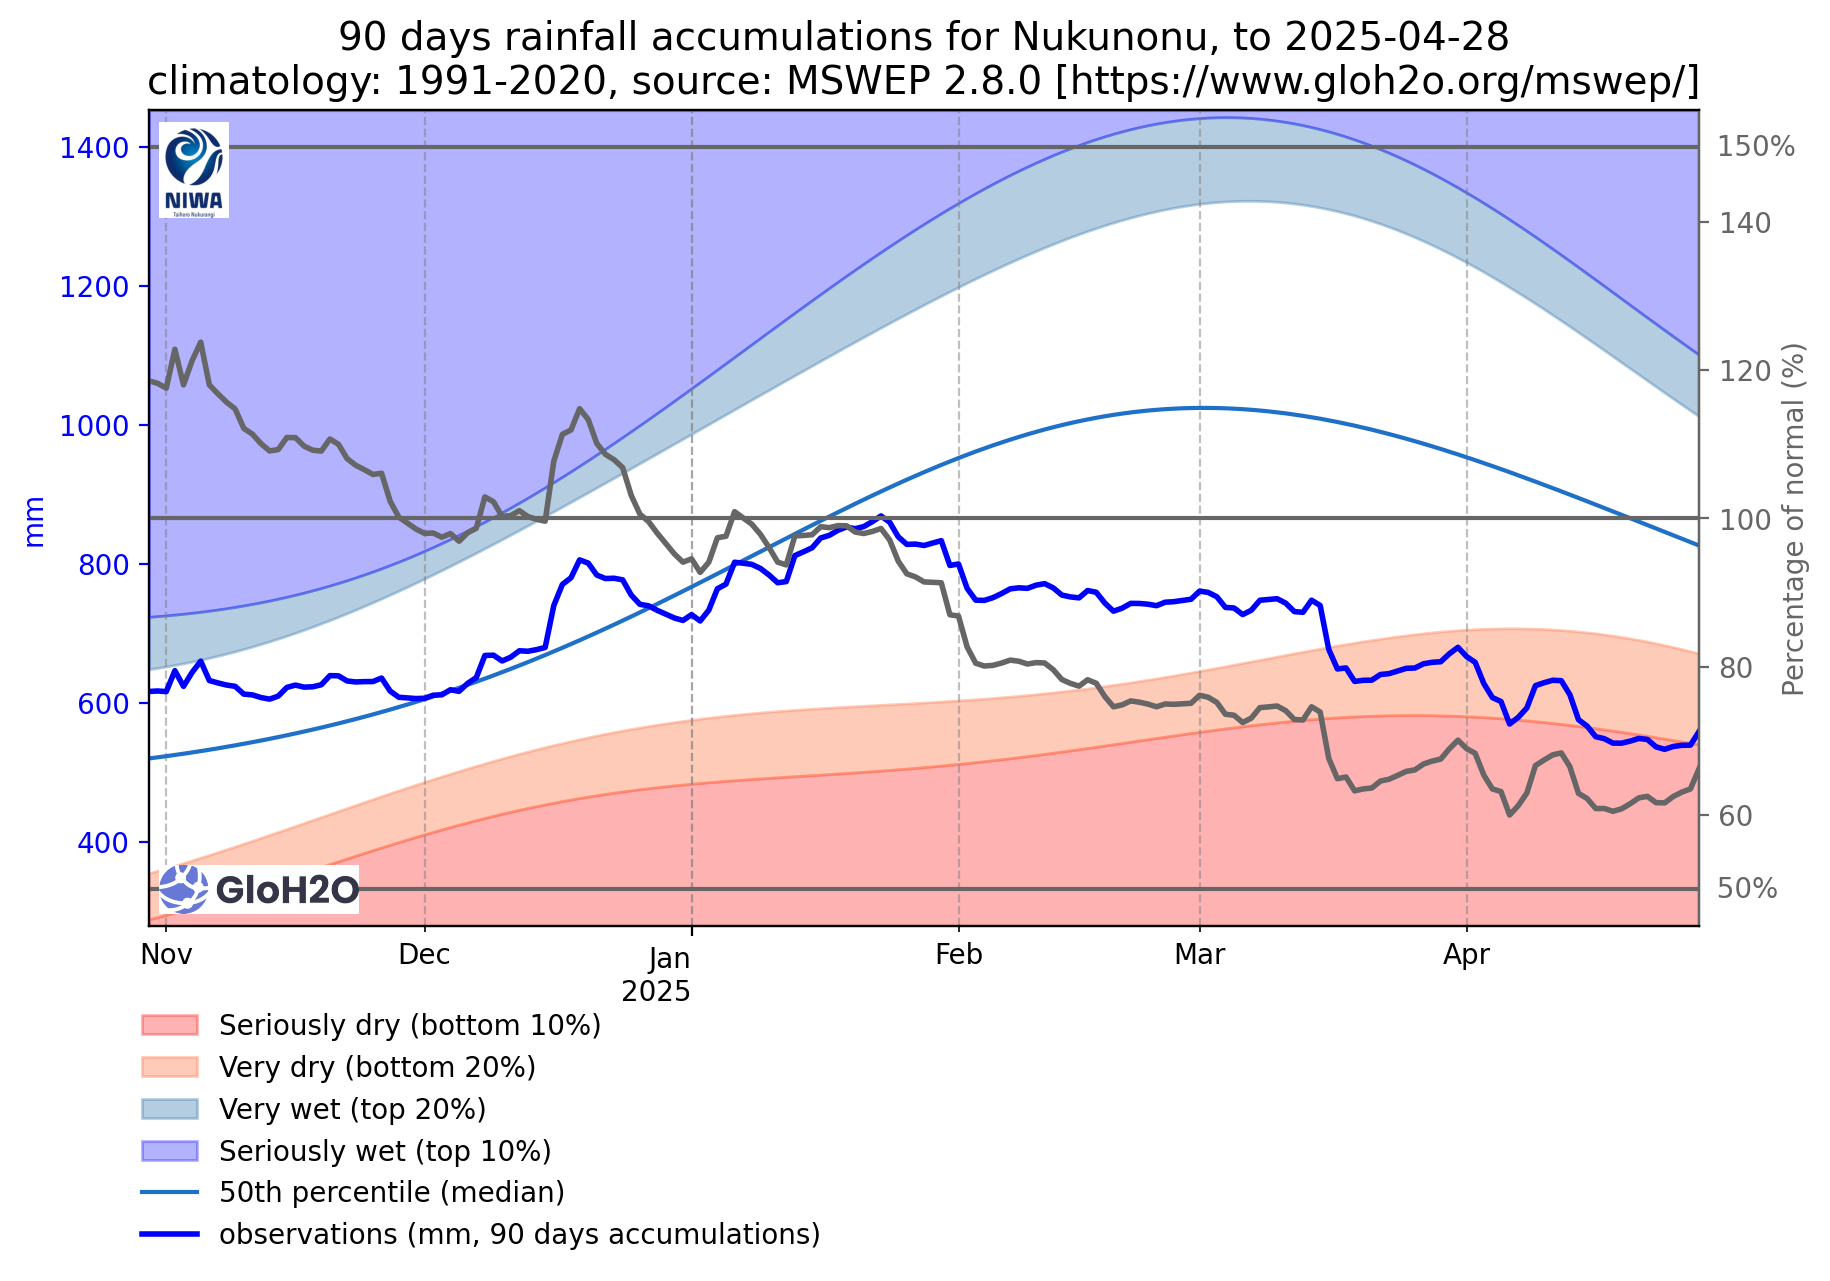 90 days rainfall accumulations for Nukunonu, to 2025-04-28
climatology: 1991-2020, source: MSWEP 2.8.0 [https://www.gloh2o.org/mswep/]
1400
1200
1000
800
600
400
mm
NIWA
Taihoro Nukurangi
GloH2O
150%
140
120
100
80
60
50%
Percentage of normal (%)
Nov
Dec
Jan
2025
Feb
Mar
Apr
Seriously dry (bottom 10%)
Very dry (bottom 20%)
Very wet (top 20%)
Seriously wet (top 10%)
50th percentile (median)
observations (mm, 90 days accumulations)